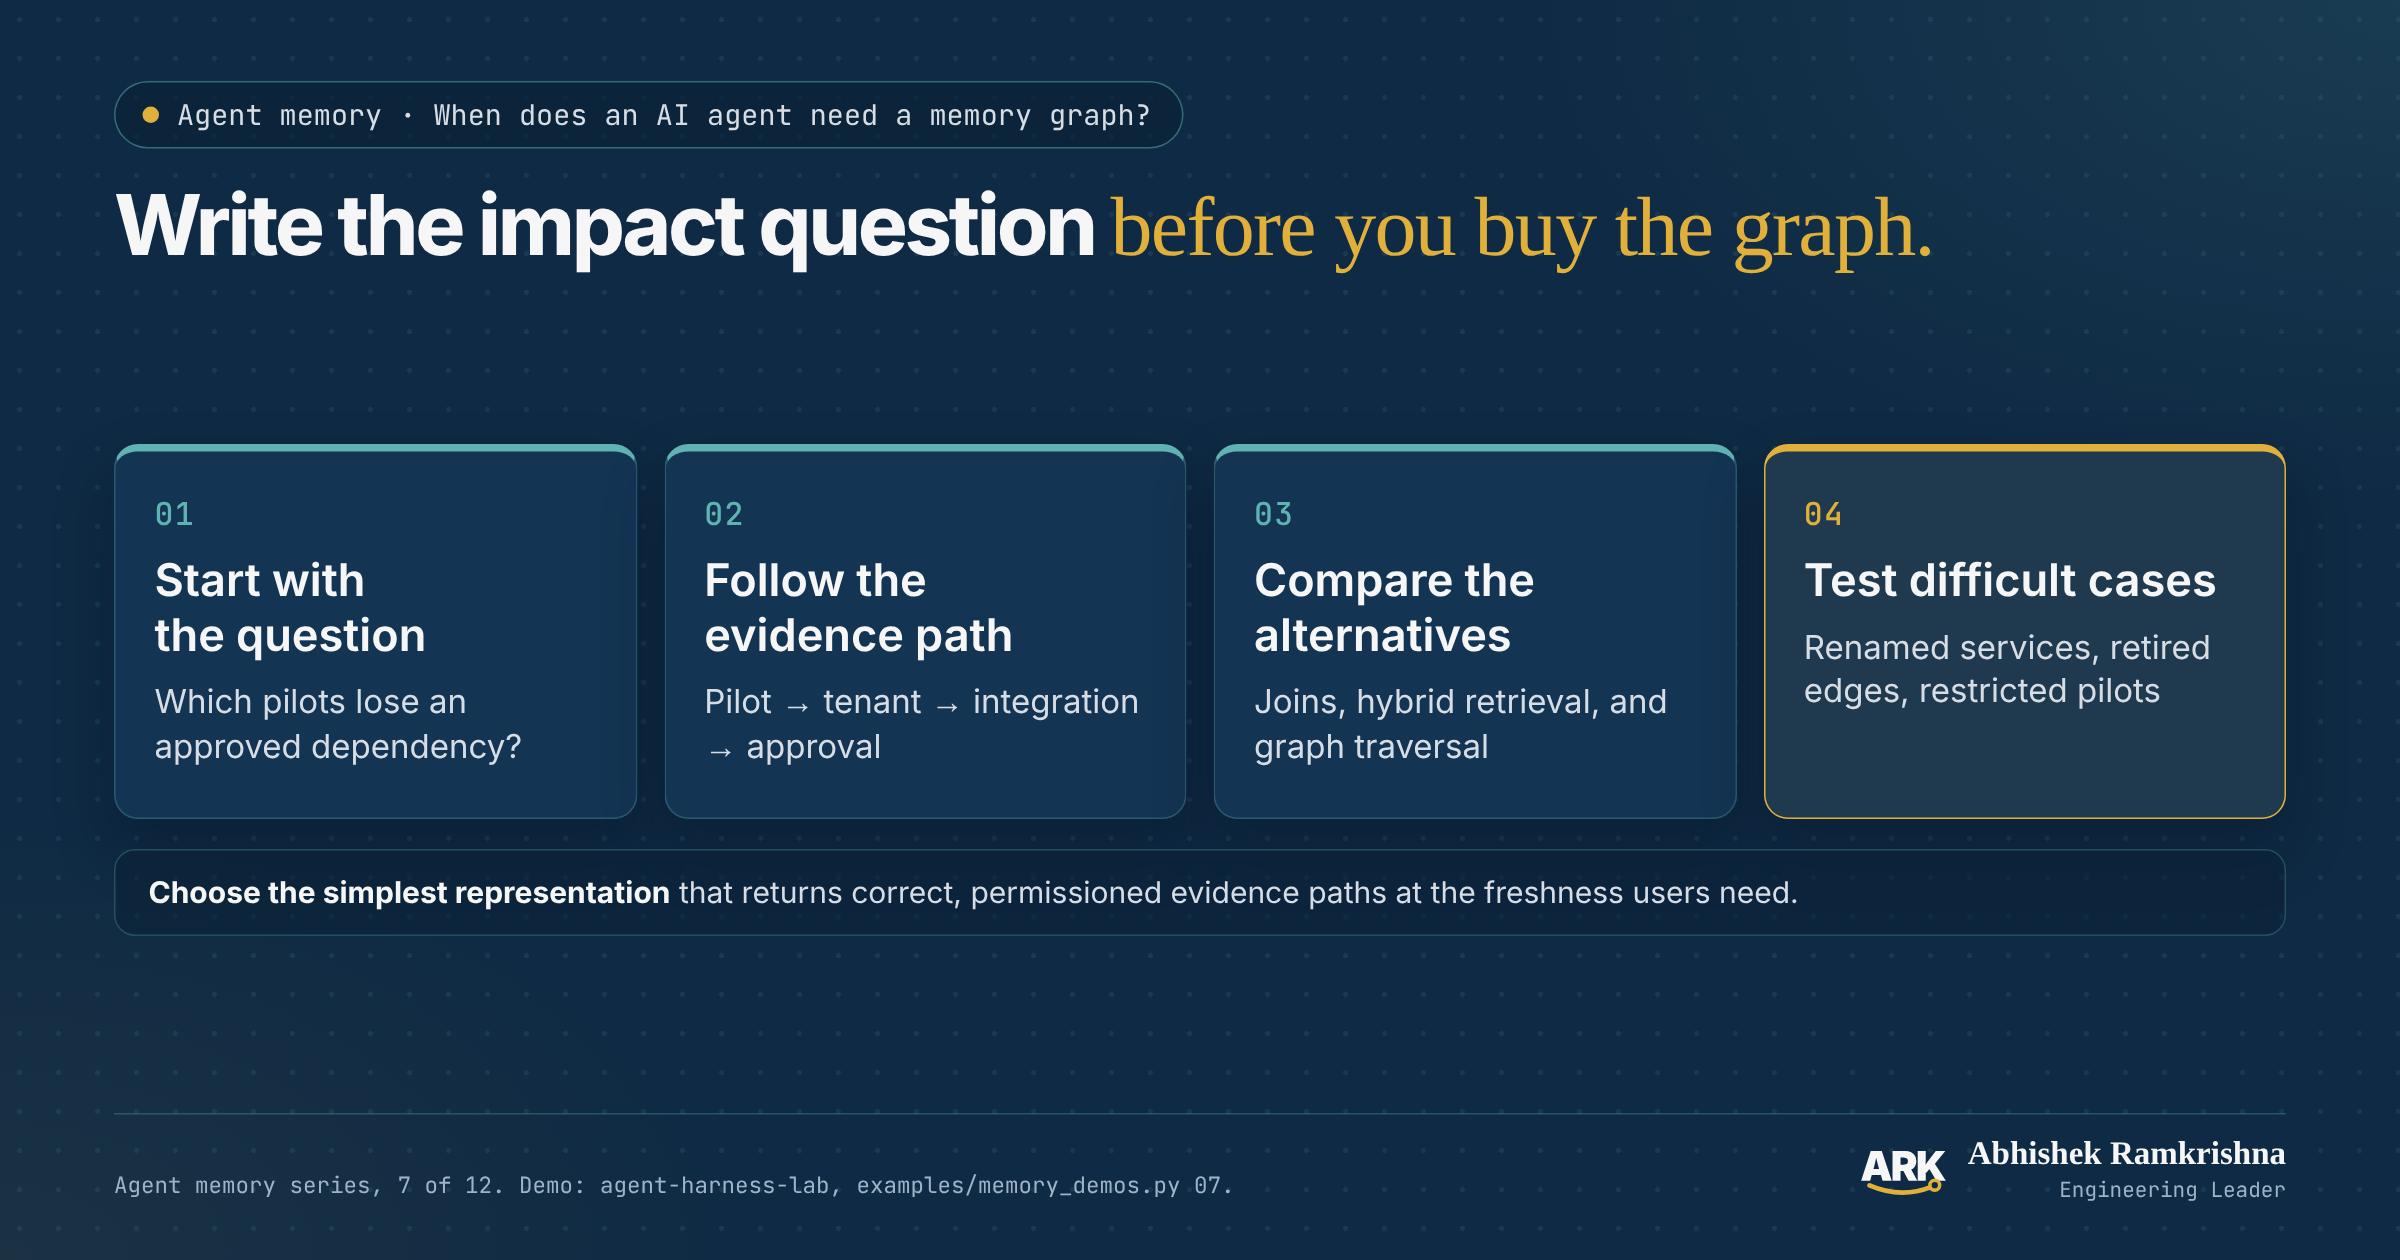 Agent memory · When does an AI agent need a memory graph?
Write the impact question before you buy the graph.
01
Start with
the question
Which pilots lose an
approved dependency?
02
Follow the
evidence path
Pilot → tenant → integration
→ approval
03
Compare the
alternatives
Joins, hybrid retrieval, and
graph traversal
04
Test difficult cases
Renamed services, retired
edges, restricted pilots
Choose the simplest representation that returns correct, permissioned evidence paths at the freshness users need.
Agent memory series, 7 of 12. Demo: agent-harness-lab, examples/memory_demos.py 07.
ARK
Abhishek Ramkrishna
Engineering Leader